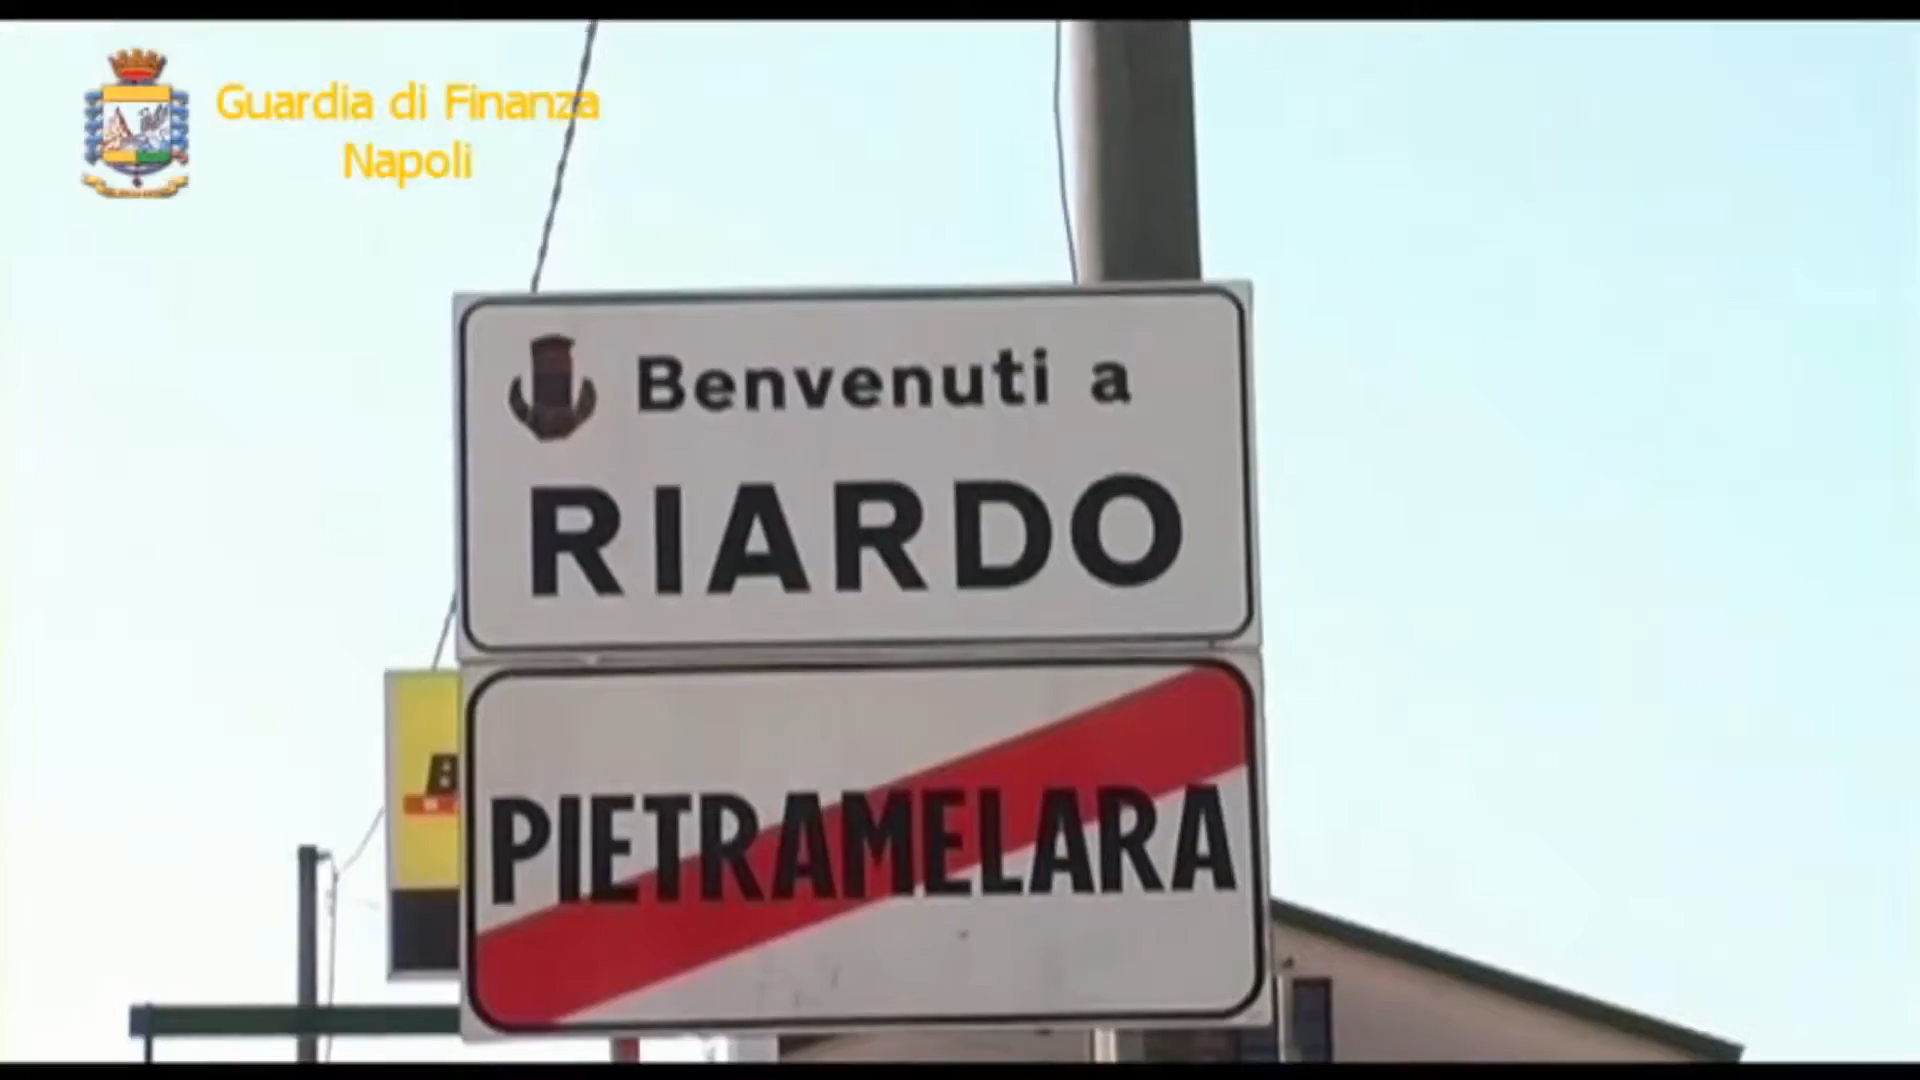 Guardia di Finanza
Napoli
Benvenuti a
RIARDO
B
PIETRAMELARA